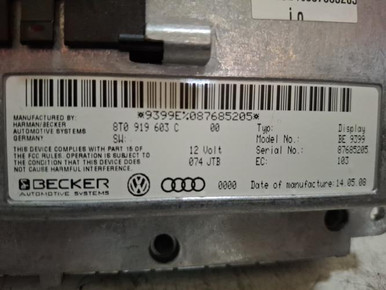 i n
*9399E%087685205*
MANUFACTURED BY:
HARMAN/BECKER
AUTOMOTIVE SYSTEMS
GERMANY
8T0 919 603 C 00
SW:
Typ: Display
Model No.: BE 9399
Serial No.: 87685205
EC: 103
12 Volt
074 JTB
THIS DEVICE COMPLIES WITH PART 15 OF
THE FCC RULES. OPERATION IS SUBJECT TO
THE CONDITION THAT THIS DEVICE DOES
NOT CAUSE HARMFUL INTERFERENCE
BECKER
AUTOMOTIVE SYSTEMS
0000
Date of manufacture: 14.05.08